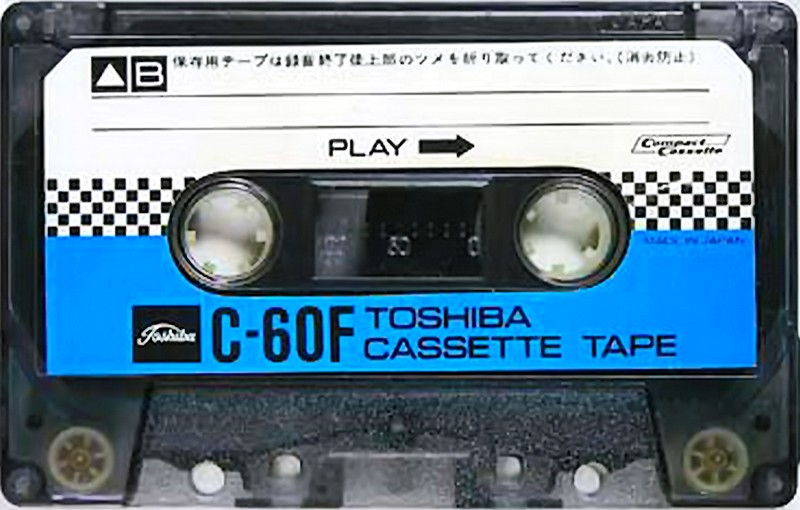 ▲B 保存用テープは録音終了後上部のツメを折り取ってください。(消去防止)
PLAY
Compact Cassette
50 0
MADE IN JAPAN
Toshiba
C-60F TOSHIBA CASSETTE TAPE